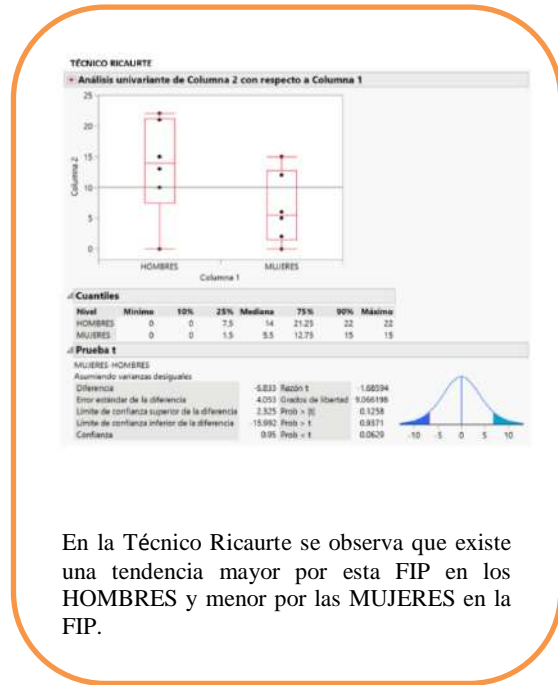 TÉCNICO RICAURTE
Análisis univariante de Columna 2 con respecto a Columna 1
25
20
15
10
5
0
Columna 2
HOMBRES MUJERES
Columna 1
Cuantiles
Nivel Mínimo 10% 25% Mediana 75% 90% Máximo
HOMBRES 0 0 7.5 14 21.25 22 22
MUJERES 0 0 1.5 5.5 12.75 15 15
Prueba t
MUJERES-HOMBRES
Asumiendo varianzas desiguales
Diferencia -5.833 Razón t -1.68594
Error estándar de la diferencia 4.053 Grados de libertad 9.066198
Límite de confianza superior de la diferencia 2.325 Prob > |t| 0.1258
Límite de confianza inferior de la diferencia -15.992 Prob > t 0.9371
Confianza 0.95 Prob < t 0.0629
-10 -5 0 5 10
En la Técnico Ricaurte se observa que existe
una tendencia mayor por esta FIP en los
HOMBRES y menor por las MUJERES en la
FIP.